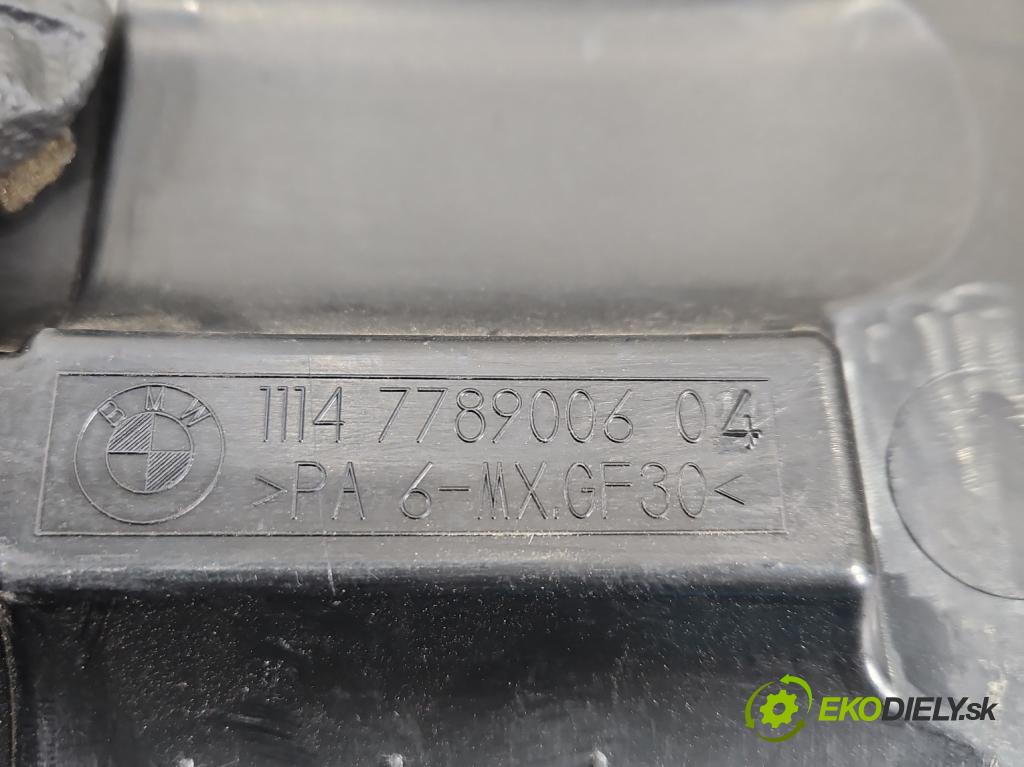 BMW
1114 7789006 04
>PA 6-MX.GF30<
EKODIELY.sk